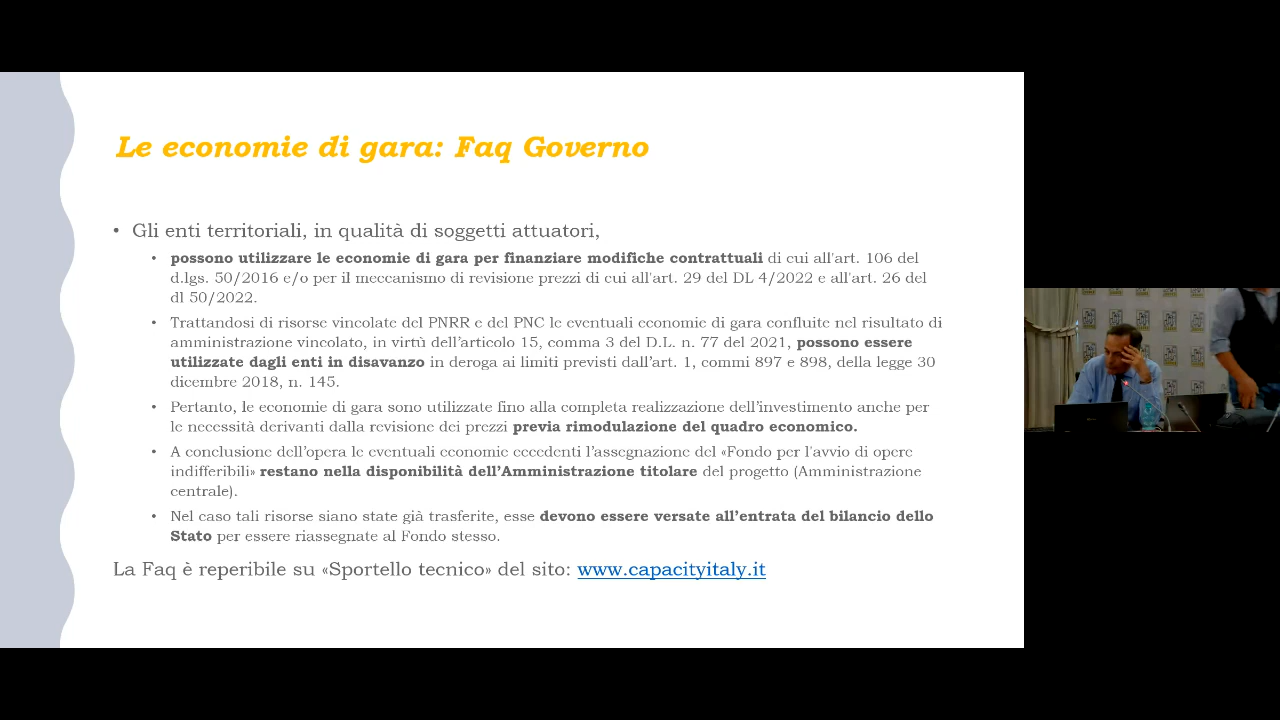 Le economie di gara: Faq Governo
• Gli enti territoriali, in qualità di soggetti attuatori,
• possono utilizzare le economie di gara per finanziare modifiche contrattuali di cui all'art. 106 del
d.lgs. 50/2016 e/o per il meccanismo di revisione prezzi di cui all'art. 29 del DL 4/2022 e all'art. 26 del
dl 50/2022.
• Trattandosi di risorse vincolate del PNRR e del PNC le eventuali economie di gara confluite nel risultato di
amministrazione vincolato, in virtù dell'articolo 15, comma 3 del D.L. n. 77 del 2021, possono essere
utilizzate dagli enti in disavanzo in deroga ai limiti previsti dall'art. 1, commi 897 e 898, della legge 30
dicembre 2018, n. 145.
• Pertanto, le economie di gara sono utilizzate fino alla completa realizzazione dell'investimento anche per
le necessità derivanti dalla revisione dei prezzi previa rimodulazione del quadro economico.
• A conclusione dell'opera le eventuali economie eccedenti l'assegnazione del «Fondo per l'avvio di opere
indifferibili» restano nella disponibilità dell'Amministrazione titolare del progetto (Amministrazione
centrale).
• Nel caso tali risorse siano state già trasferite, esse devono essere versate all'entrata del bilancio dello
Stato per essere riassegnate al Fondo stesso.
La Faq è reperibile su «Sportello tecnico» del sito: www.capacityitaly.it